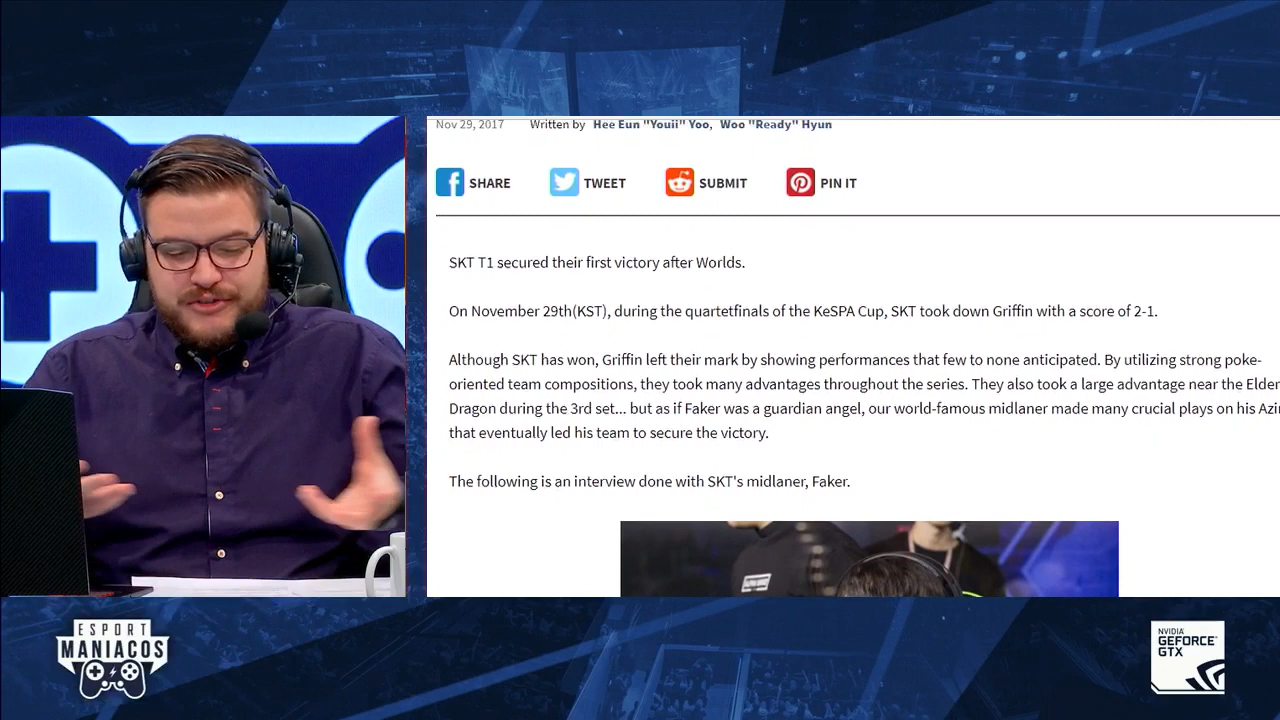 Nov 29, 2017 Written by Hee Eun "Youii" Yoo, Woo "Ready" Hyun
SHARE TWEET SUBMIT PIN IT
SKT T1 secured their first victory after Worlds.
On November 29th(KST), during the quartetfinals of the KeSPA Cup, SKT took down Griffin with a score of 2-1.
Although SKT has won, Griffin left their mark by showing performances that few to none anticipated. By utilizing strong poke-
oriented team compositions, they took many advantages throughout the series. They also took a large advantage near the Elder
Dragon during the 3rd set... but as if Faker was a guardian angel, our world-famous midlaner made many crucial plays on his
that eventually led his team to secure the victory.
The following is an interview done with SKT's midlaner, Faker.
ESPORT
MANIACOS
NVIDIA
GEFORCE
GTX